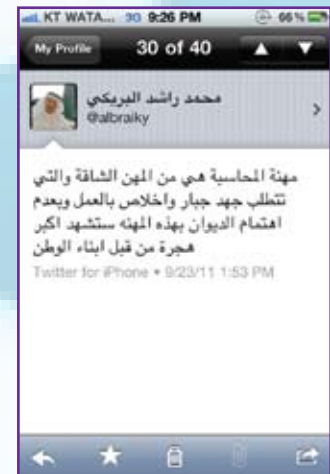 KT WATA... 3G 9:26 PM 66%
My Profile 30 of 40
محمد راشد البريكي
@albraiky
مهنة المحاسبة هي من المهن الشاقة والتي
تتطلب جهد جبار واخلاص بالعمل وبعدم
اهتمام الديوان بهذه المهنه ستشهد اكبر
هجرة من قبل ابناء الوطن
Twitter for iPhone • 9/23/11 1:53 PM